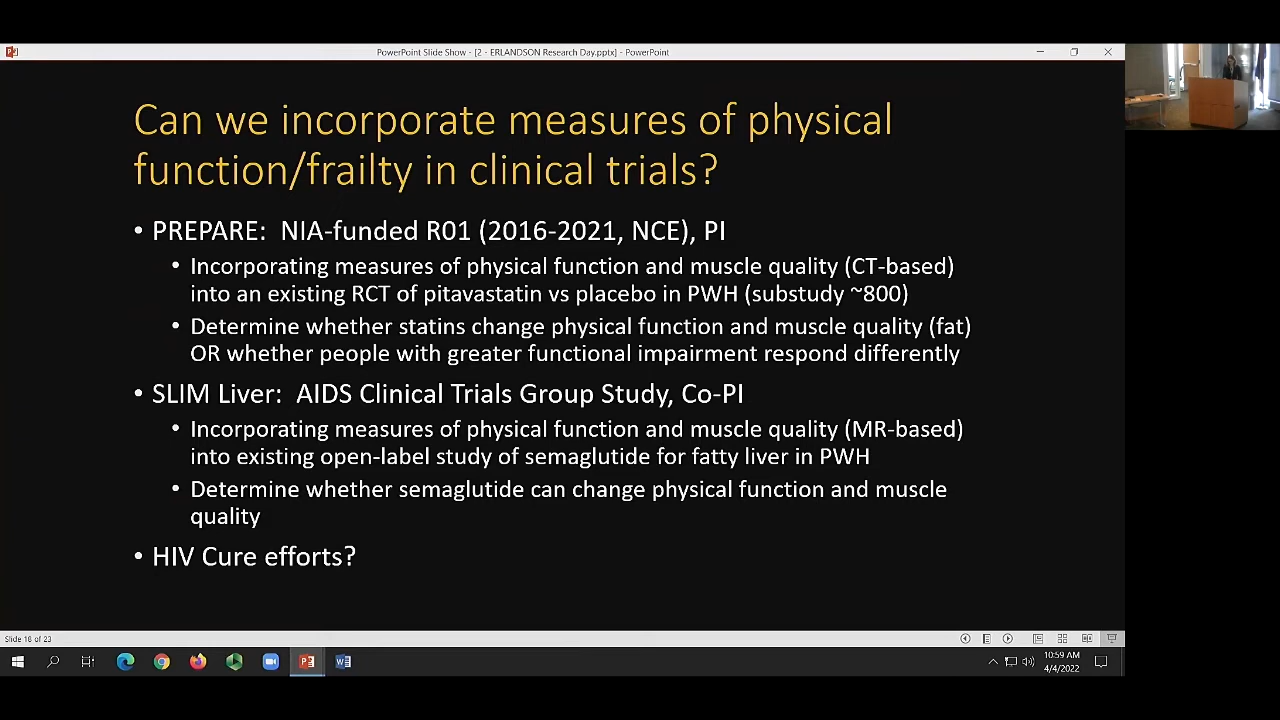 PowerPoint Slide Show - [2 - ERLANDSON Research Day.pptx] - PowerPoint
Can we incorporate measures of physical
function/frailty in clinical trials?
• PREPARE: NIA-funded R01 (2016-2021, NCE), PI
• Incorporating measures of physical function and muscle quality (CT-based)
into an existing RCT of pitavastatin vs placebo in PWH (substudy ~800)
• Determine whether statins change physical function and muscle quality (fat)
OR whether people with greater functional impairment respond differently
• SLIM Liver: AIDS Clinical Trials Group Study, Co-PI
• Incorporating measures of physical function and muscle quality (MR-based)
into existing open-label study of semaglutide for fatty liver in PWH
• Determine whether semaglutide can change physical function and muscle
quality
• HIV Cure efforts?
Slide 18 of 23
10:59 AM
4/4/2022